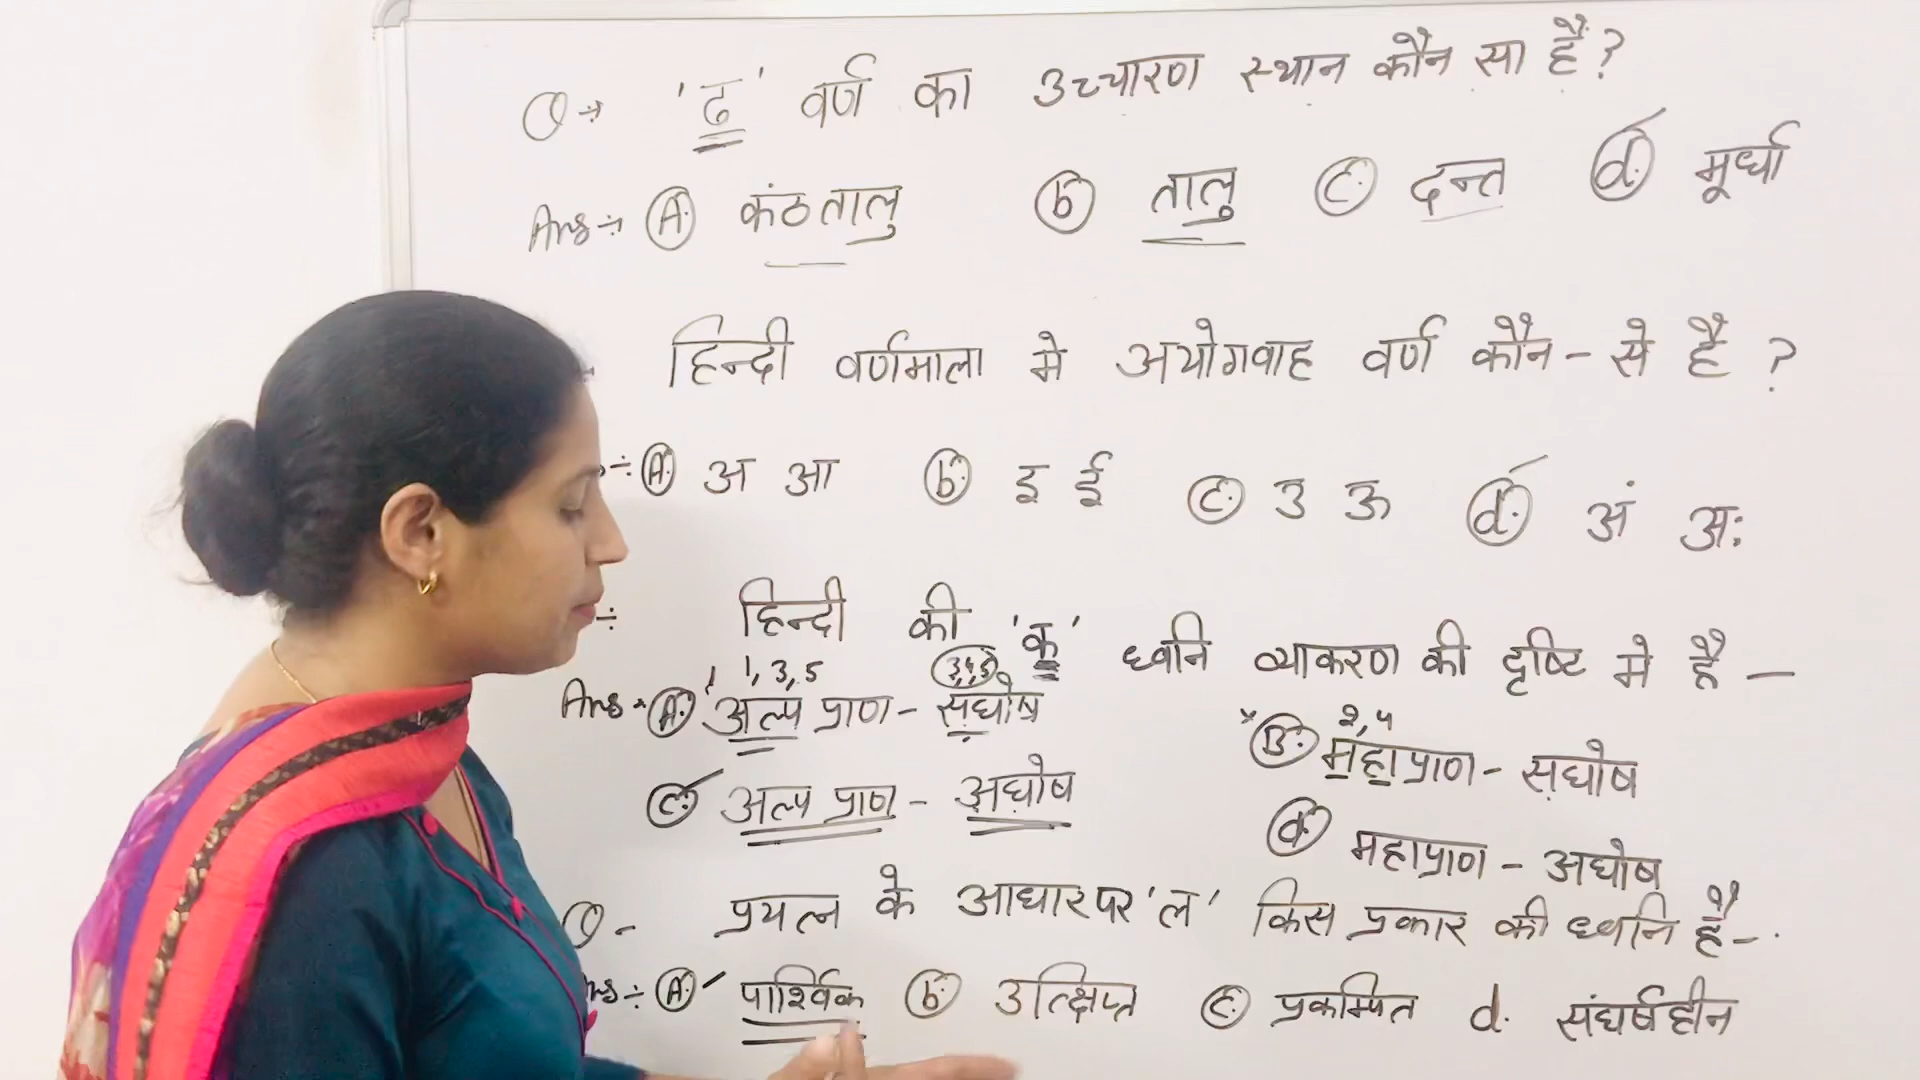 Q→ 'ढ' वर्ण का उच्चारण स्थान कौन सा है?
Ans÷ (A) कंठतालु (b) तालु (c) दन्त (d) मूर्धा
हिन्दी वर्णमाला मे अयोगवाह वर्ण कौन-से है ?
÷ (A) अ आ (b) इ ई (c) उ ऊ (d) अं अः
÷ हिन्दी की 'क' ध्वनि व्याकरण की दृष्टि मे है —
1, 3, 5
Ans- (A) अल्प प्राण - सघोष
2, 4
(B) महाप्राण - सघोष
(c) अल्प प्राण - अघोष
(d) महाप्राण - अघोष
Q- प्रयत्न के आधार पर 'ल' किस प्रकार की ध्वनि है-
Ans÷ (A) पार्श्विक (b) उत्क्षिप्त (c) प्रकम्पित d. संघर्षहीन